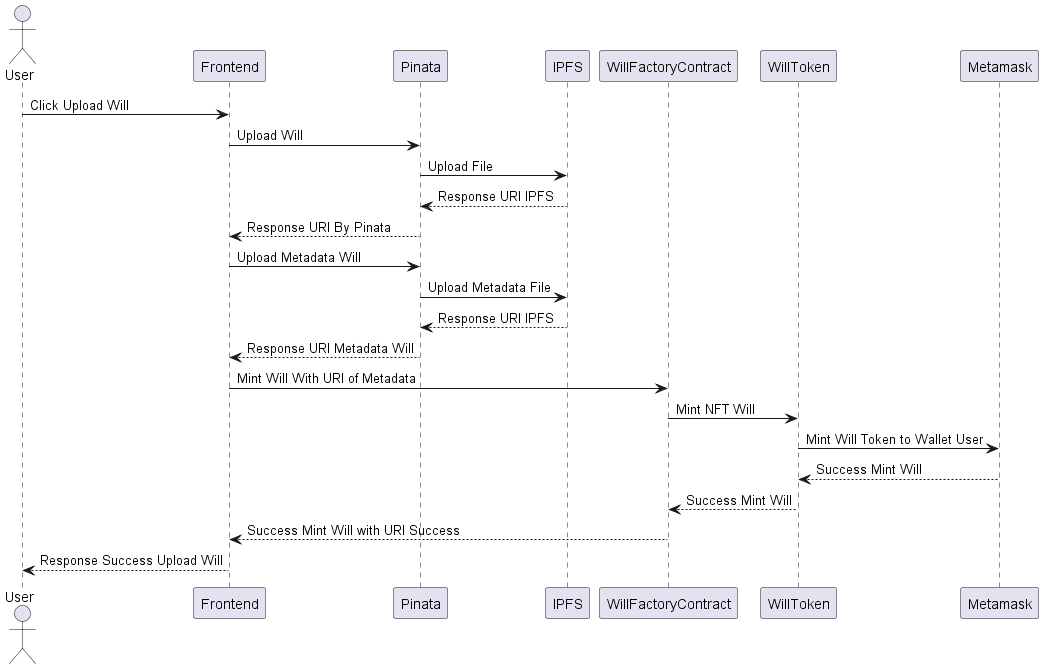 User
Frontend
Pinata
IPFS
WillFactoryContract
WillToken
Metamask
Click Upload Will
Upload Will
Upload File
Response URI IPFS
Response URI By Pinata
Upload Metadata Will
Upload Metadata File
Response URI IPFS
Response URI Metadata Will
Mint Will With URI of Metadata
Mint NFT Will
Mint Will Token to Wallet User
Success Mint Will
Success Mint Will
Success Mint Will with URI Success
Response Success Upload Will
User
Frontend
Pinata
IPFS
WillFactoryContract
WillToken
Metamask